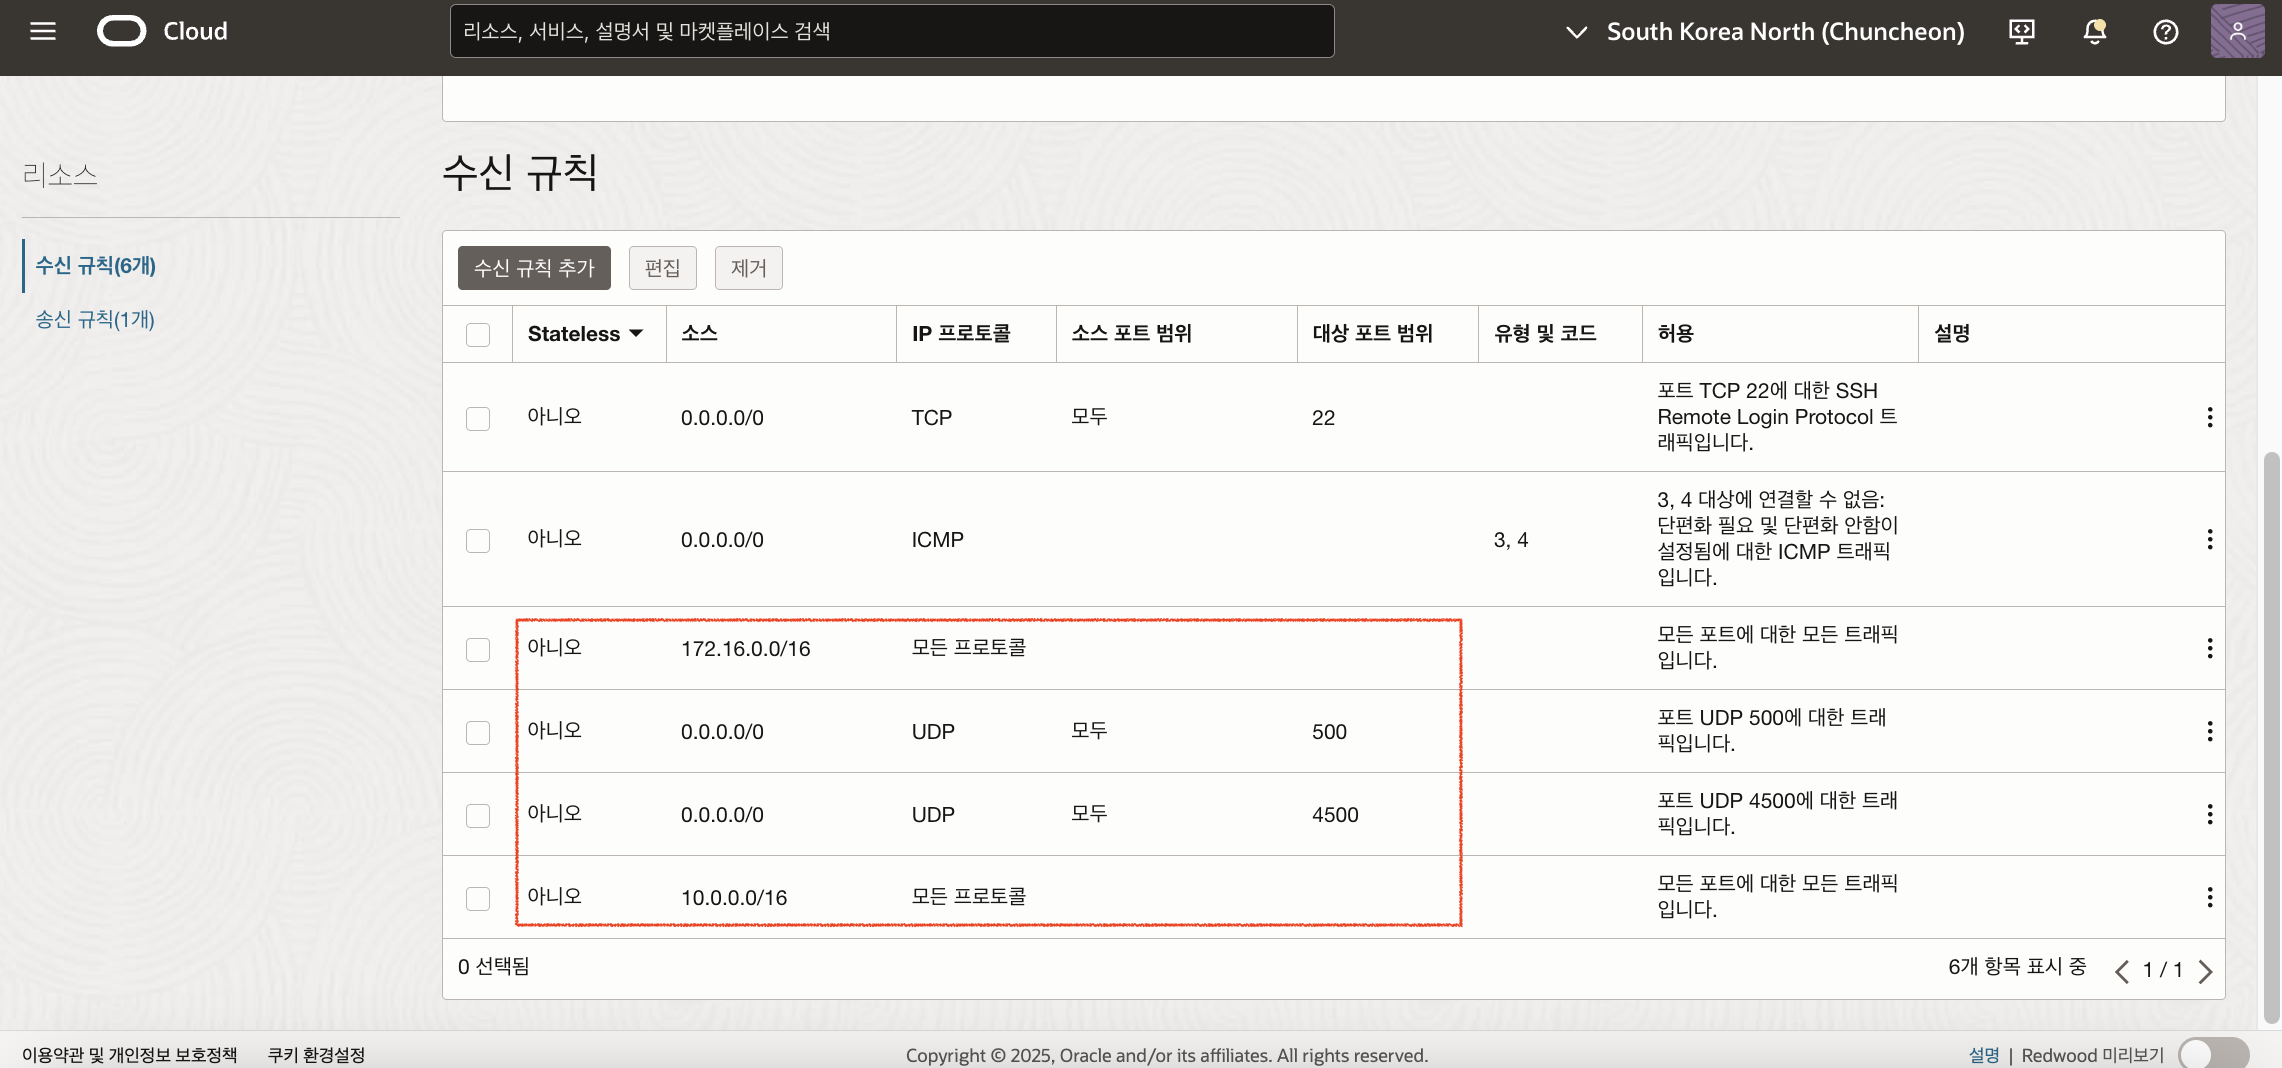 Cloud
리소스, 서비스, 설명서 및 마켓플레이스 검색
South Korea North (Chuncheon)
리소스
수신 규칙(6개)
송신 규칙(1개)
수신 규칙
수신 규칙 추가 편집 제거
Stateless 소스 IP 프로토콜 소스 포트 범위 대상 포트 범위 유형 및 코드 허용 설명
아니오 0.0.0.0/0 TCP 모두 22 포트 TCP 22에 대한 SSH
Remote Login Protocol 트
래픽입니다.
아니오 0.0.0.0/0 ICMP 3, 4 3, 4 대상에 연결할 수 없음:
단편화 필요 및 단편화 안함이
설정됨에 대한 ICMP 트래픽
입니다.
아니오 172.16.0.0/16 모든 프로토콜 모든 포트에 대한 모든 트래픽
입니다.
아니오 0.0.0.0/0 UDP 모두 500 포트 UDP 500에 대한 트래
픽입니다.
아니오 0.0.0.0/0 UDP 모두 4500 포트 UDP 4500에 대한 트래
픽입니다.
아니오 10.0.0.0/16 모든 프로토콜 모든 포트에 대한 모든 트래픽
입니다.
0 선택됨 6개 항목 표시 중 1 / 1
이용약관 및 개인정보 보호정책 쿠키 환경설정 Copyright © 2025, Oracle and/or its affiliates. All rights reserved. 설명 | Redwood 미리보기